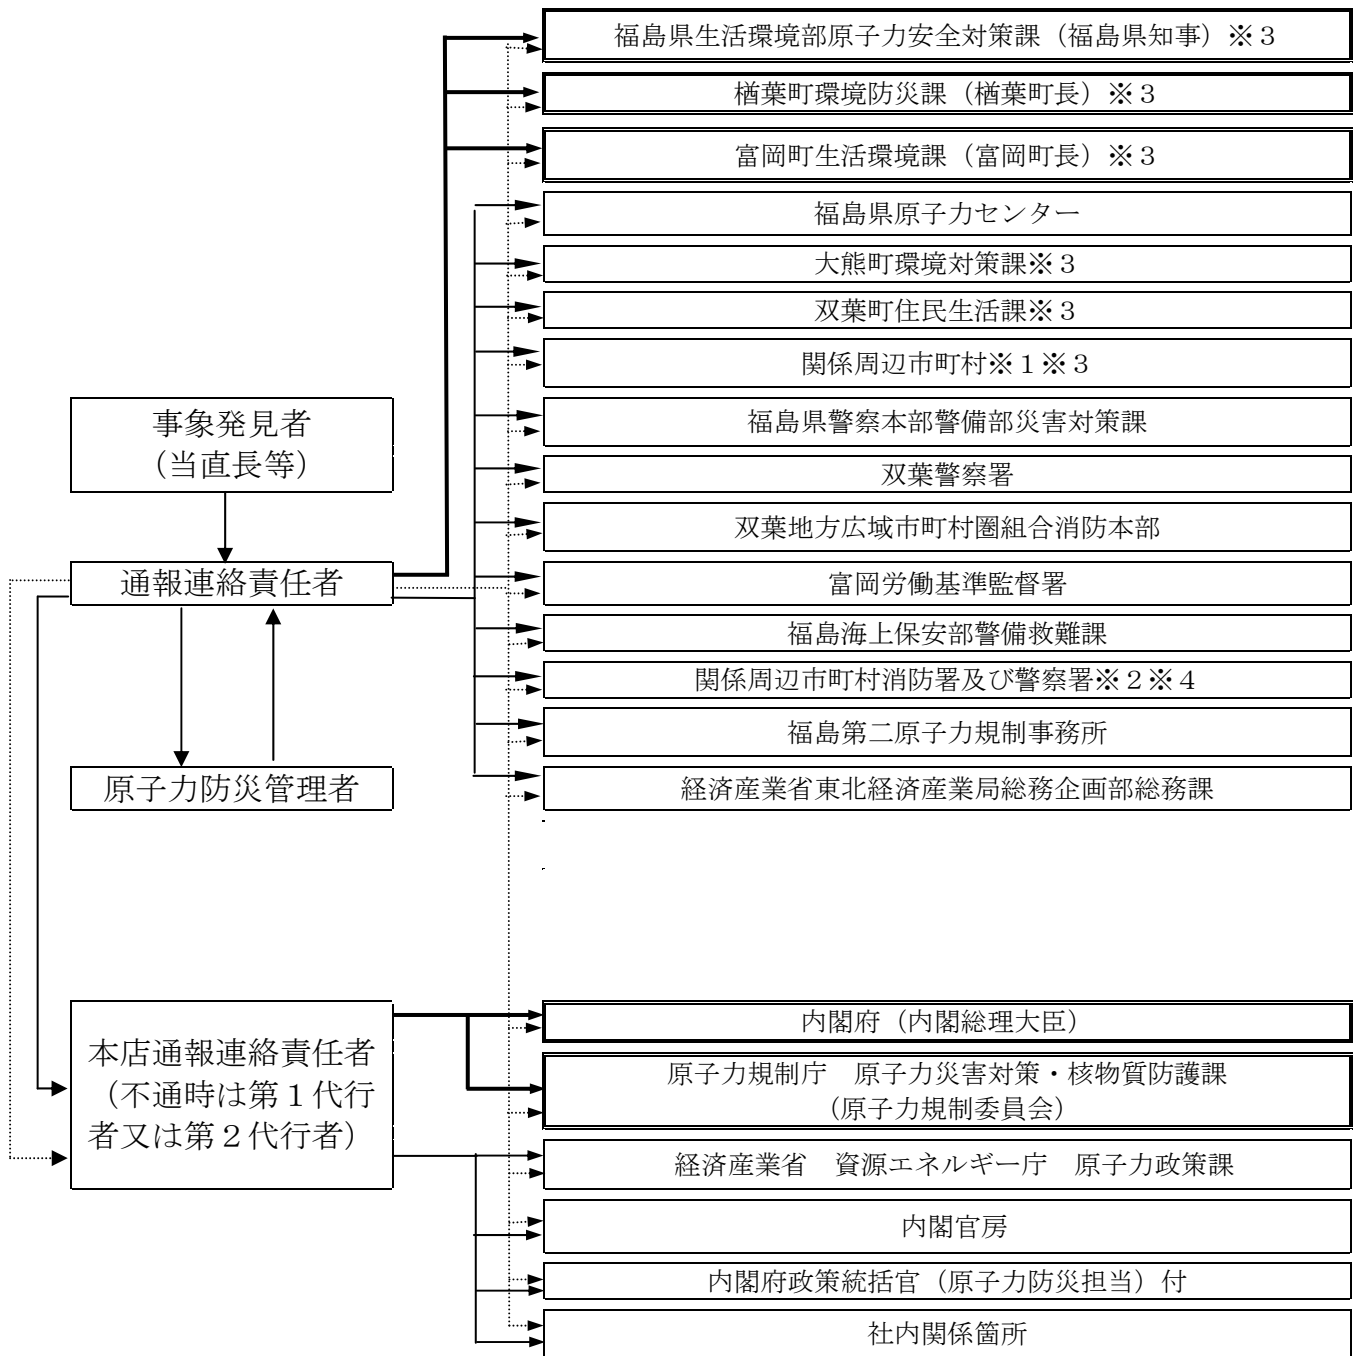 福島県生活環境部原子力安全対策課（福島県知事）※３
楢葉町環境防災課（楢葉町長）※３
富岡町生活環境課（富岡町長）※３
福島県原子力センター
大熊町環境対策課※３
双葉町住民生活課※３
関係周辺市町村※１※３
福島県警察本部警備部災害対策課
双葉警察署
双葉地方広域市町村圏組合消防本部
富岡労働基準監督署
福島海上保安部警備救難課
関係周辺市町村消防署及び警察署※２※４
福島第二原子力規制事務所
経済産業省東北経済産業局総務企画部総務課
事象発見者
（当直長等）
通報連絡責任者
原子力防災管理者
本店通報連絡責任者
（不通時は第１代行
者又は第２代行者）
内閣府（内閣総理大臣）
原子力規制庁　原子力災害対策・核物質防護課
（原子力規制委員会）
経済産業省　資源エネルギー庁　原子力政策課
内閣官房
内閣府政策統括官（原子力防災担当）付
社内関係箇所